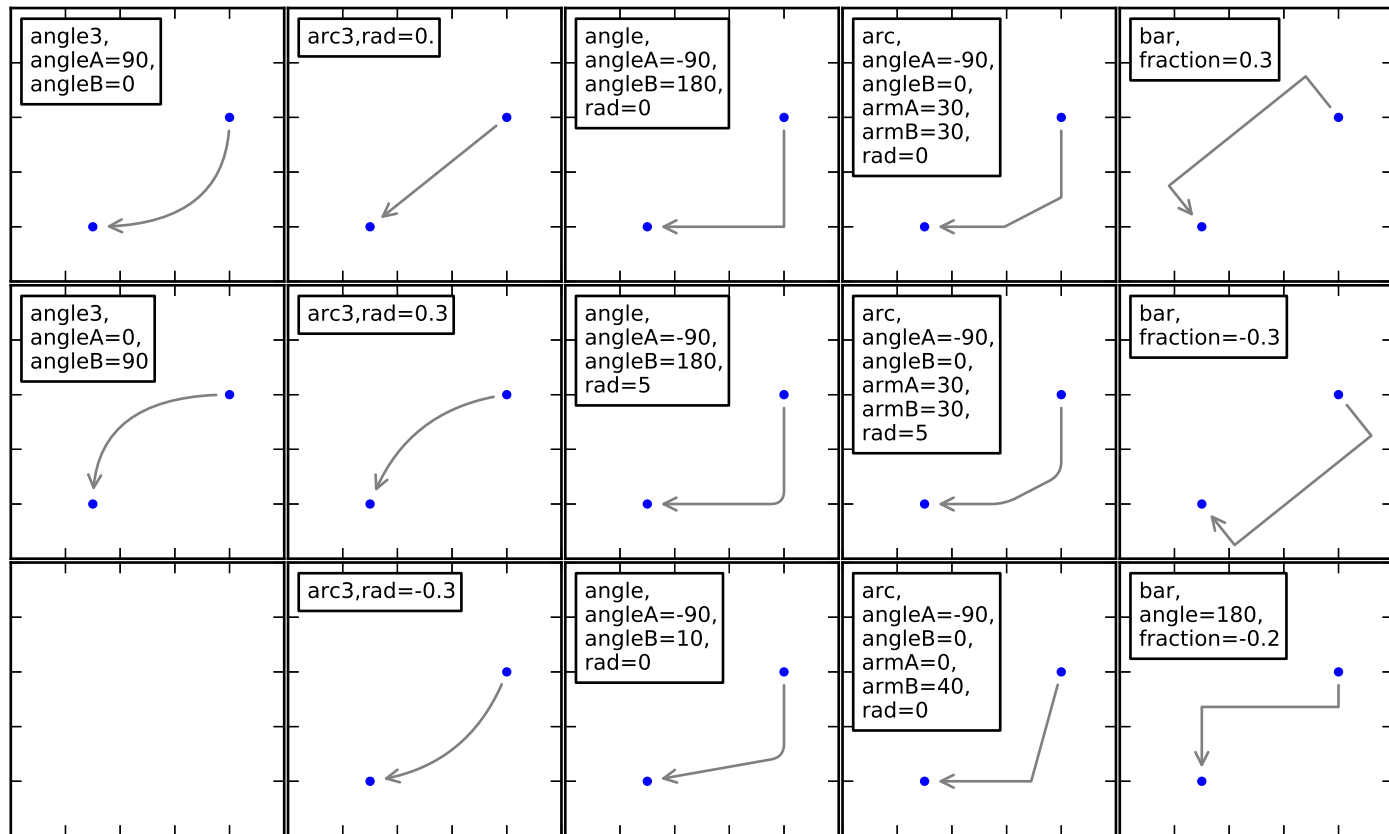 angle3,
angleA=90,
angleB=0
arc3,rad=0.
angle,
angleA=-90,
angleB=180,
rad=0
arc,
angleA=-90,
angleB=0,
armA=30,
armB=30,
rad=0
bar,
fraction=0.3
angle3,
angleA=0,
angleB=90
arc3,rad=0.3
angle,
angleA=-90,
angleB=180,
rad=5
arc,
angleA=-90,
angleB=0,
armA=30,
armB=30,
rad=5
bar,
fraction=-0.3
arc3,rad=-0.3
angle,
angleA=-90,
angleB=10,
rad=0
arc,
angleA=-90,
angleB=0,
armA=0,
armB=40,
rad=0
bar,
angle=180,
fraction=-0.2